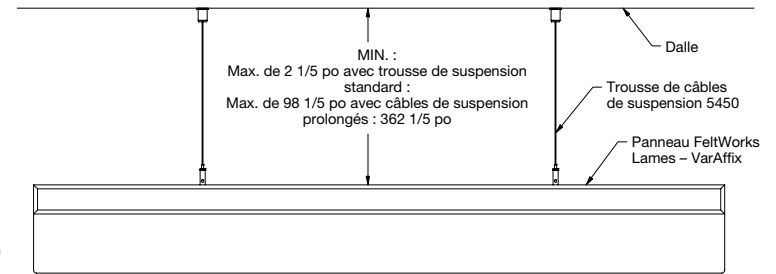 MIN. :
Max. de 2 1/5 po avec trousse de suspension
standard :
Max. de 98 1/5 po avec câbles de suspension
prolongés : 362 1/5 po
Dalle
Trousse de câbles
de suspension 5450
Panneau FeltWorks
Lames – VarAffix